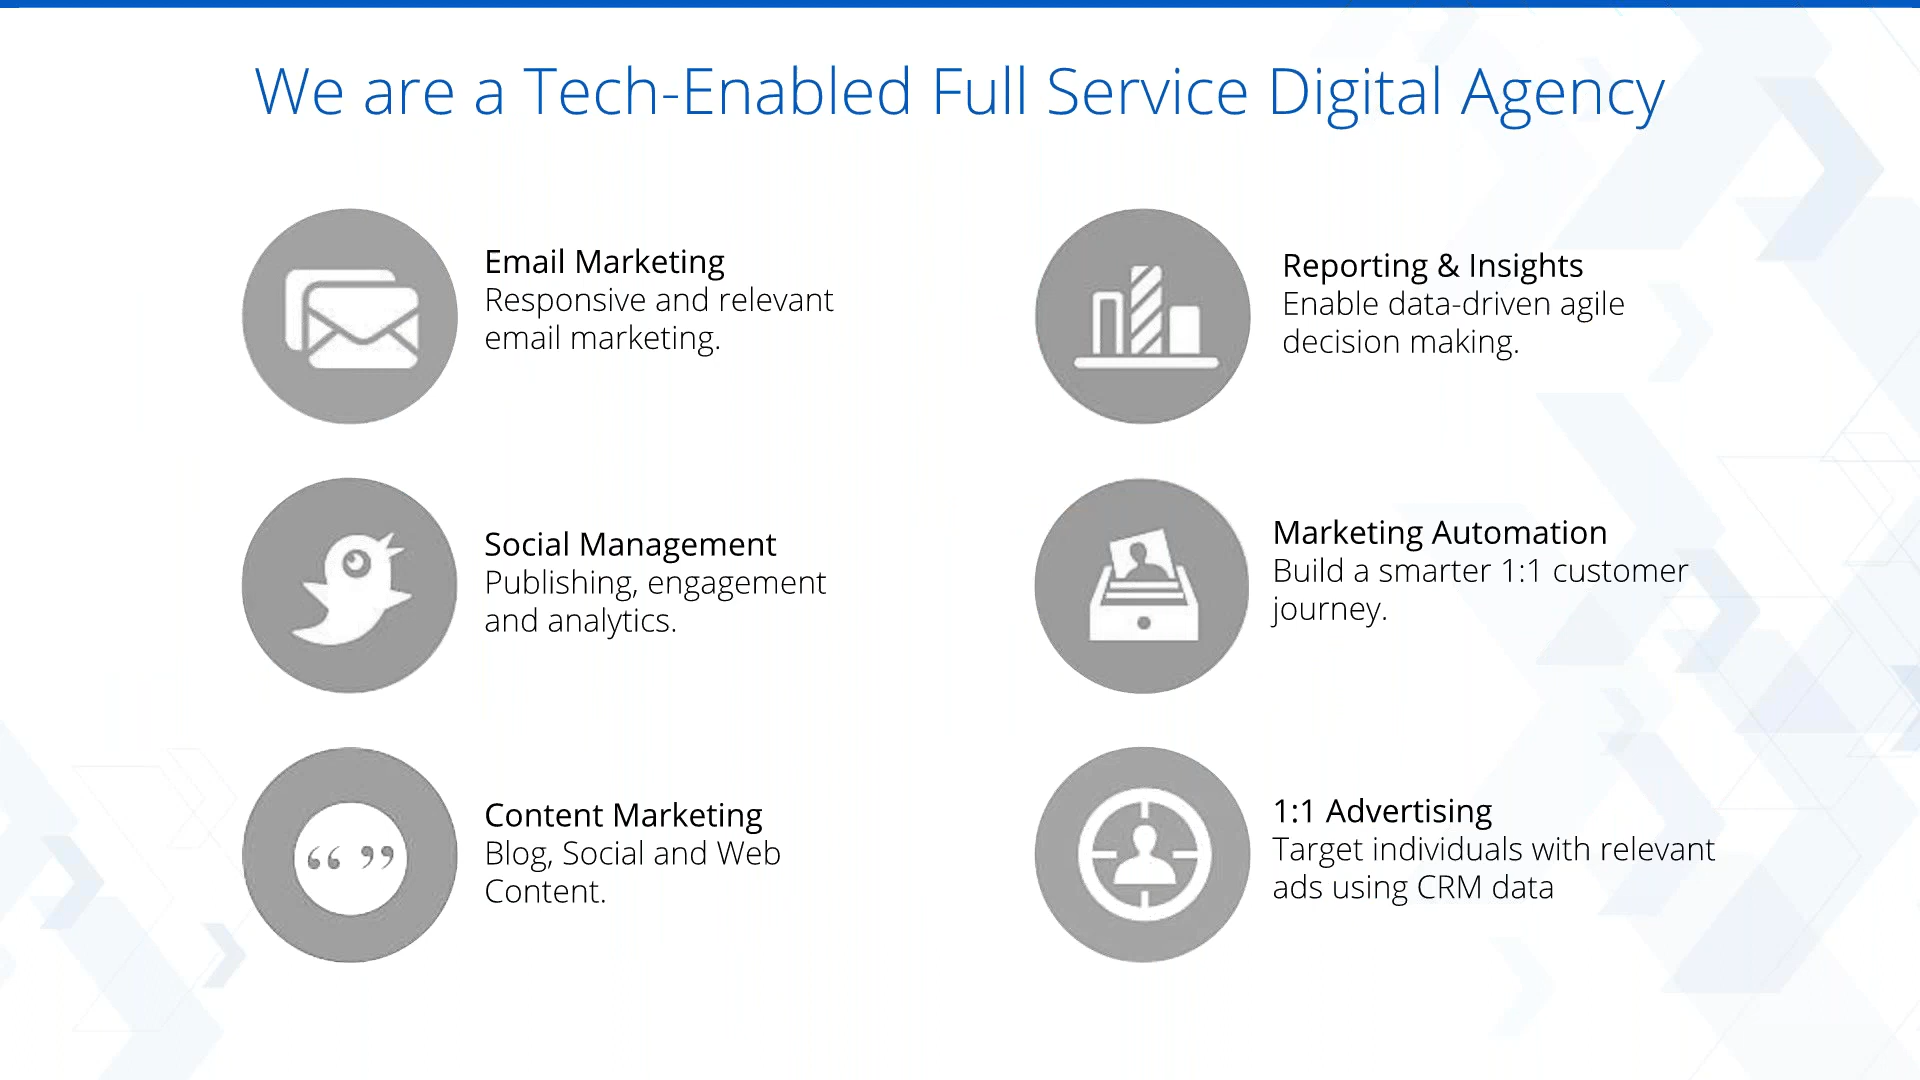 We are a Tech-Enabled Full Service Digital Agency
Email Marketing
Responsive and relevant
email marketing.
Social Management
Publishing, engagement
and analytics.
Content Marketing
Blog, Social and Web
Content.
Reporting & Insights
Enable data-driven agile
decision making.
Marketing Automation
Build a smarter 1:1 customer
journey.
1:1 Advertising
Target individuals with relevant
ads using CRM data